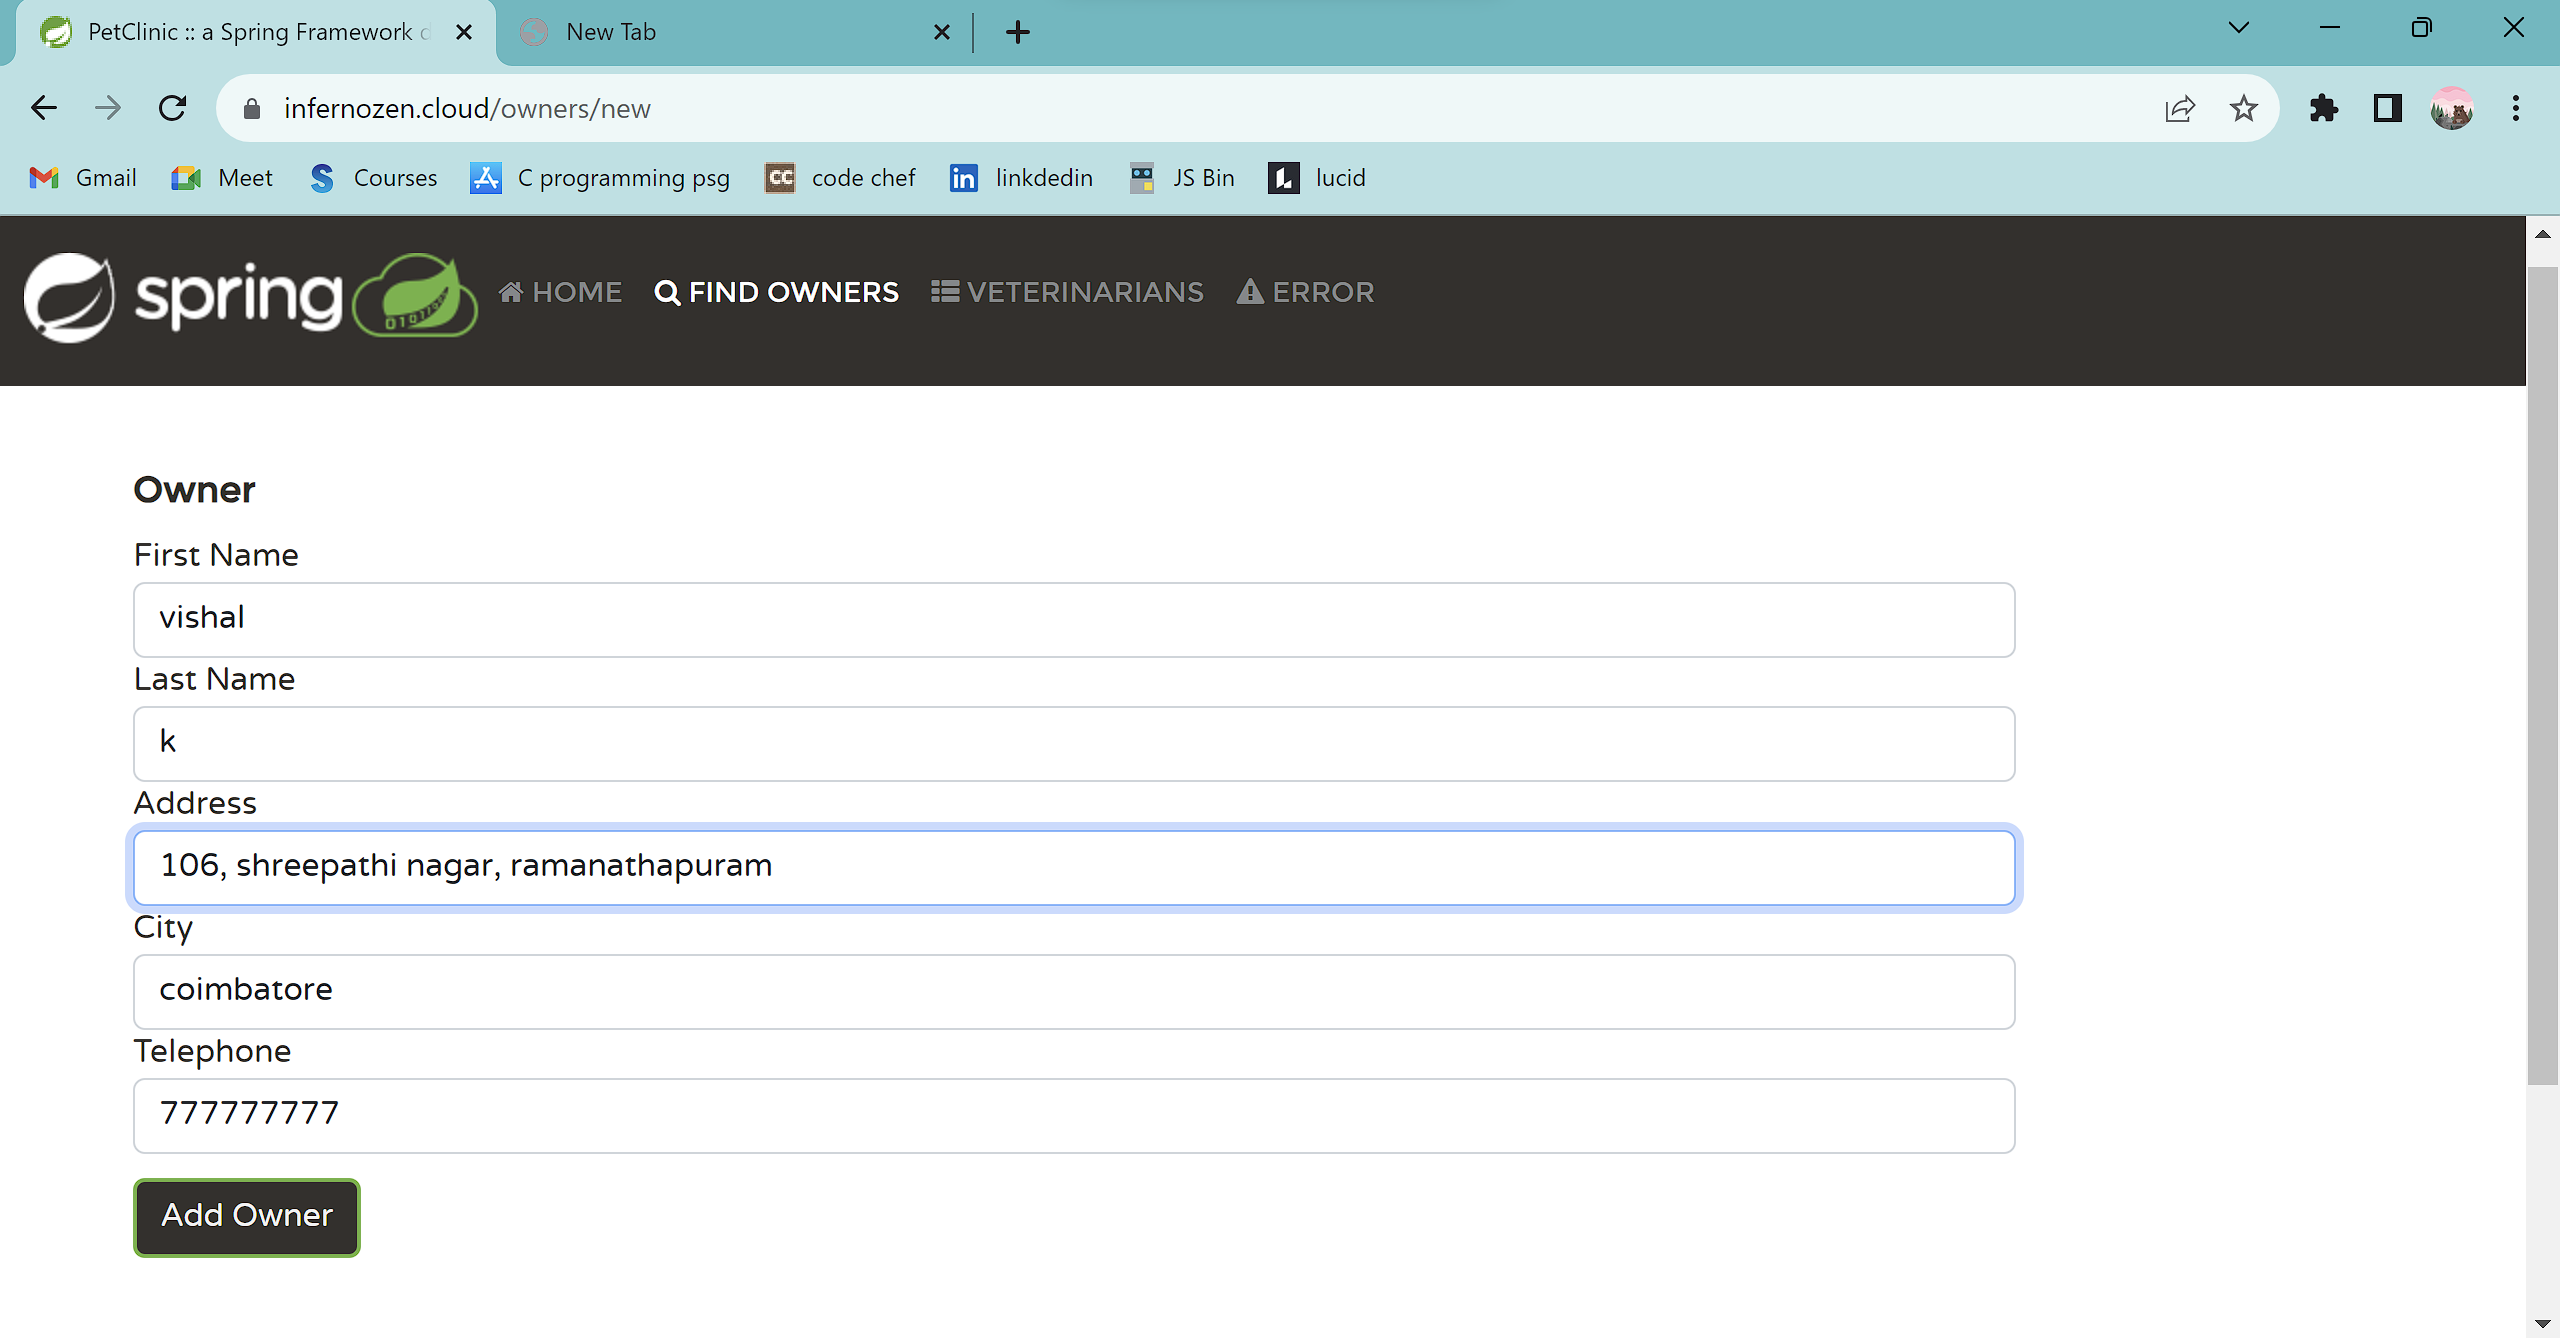 PetClinic :: a Spring Framework d
New Tab
infernozen.cloud/owners/new
Gmail
Meet
Courses
C programming psg
code chef
linkdedin
JS Bin
lucid
spring
HOME
FIND OWNERS
VETERINARIANS
ERROR
Owner
First Name
vishal
Last Name
k
Address
106, shreepathi nagar, ramanathapuram
City
coimbatore
Telephone
777777777
Add Owner